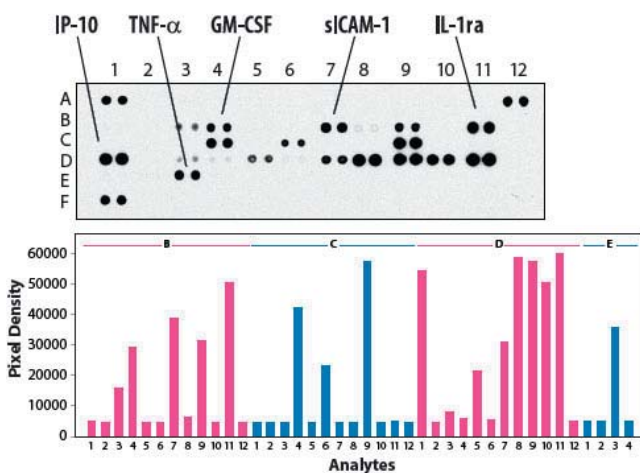 IP-10 TNF-α GM-CSF sICAM-1 IL-1ra
1 2 3 4 5 6 7 8 9 10 11 12
A
B
C
D
E
F
B C D E
Pixel Density
60000
50000
40000
30000
20000
10000
0
1 2 3 4 5 6 7 8 9 10 11 12 1 2 3 4 5 6 7 8 9 10 11 12 1 2 3 4 5 6 7 8 9 10 11 12 1 2 3 4
Analytes